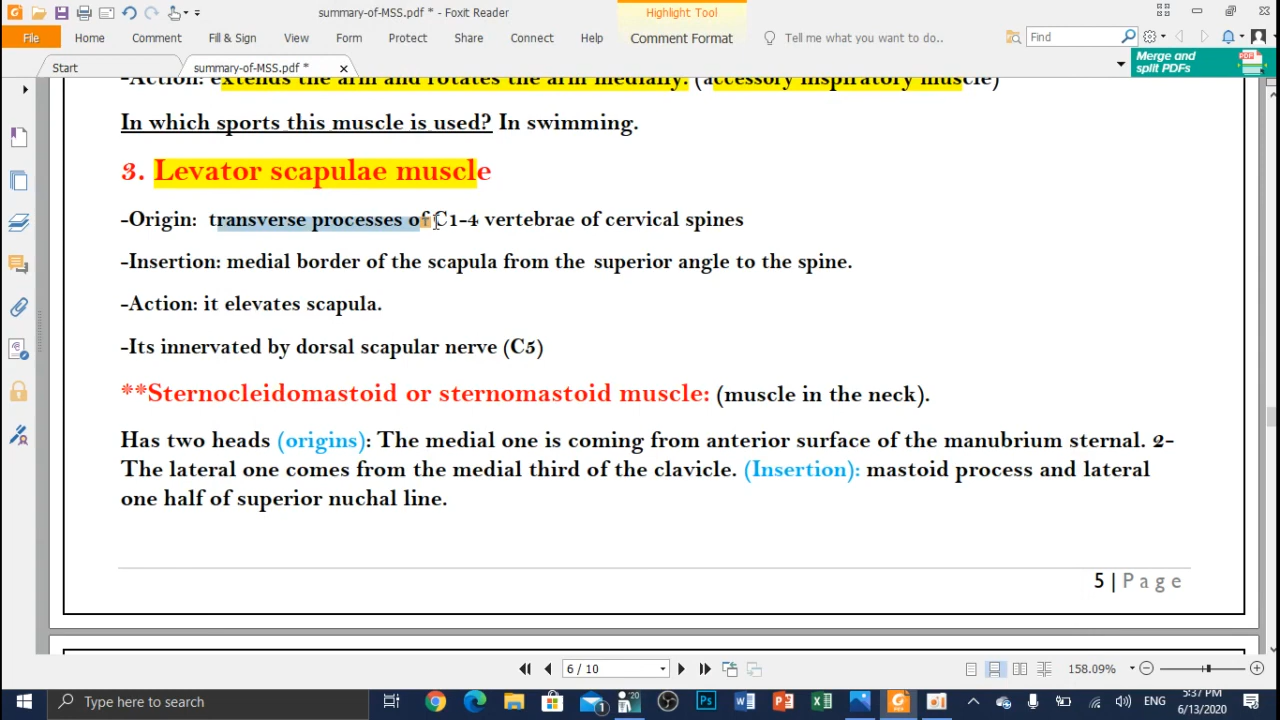 summary-of-MSS.pdf * - Foxit Reader
Highlight Tool
File Home Comment Fill & Sign View Form Protect Share Connect Help Comment Format Tell me what you want to do.. Find
Start summary-of-MSS.pdf *
Merge and
split PDFs
-Action: extends the arm and rotates the arm medially. (accessory inspiratory muscle)
In which sports this muscle is used? In swimming.
3. Levator scapulae muscle
-Origin: transverse processes of C1-4 vertebrae of cervical spines
-Insertion: medial border of the scapula from the superior angle to the spine.
-Action: it elevates scapula.
-Its innervated by dorsal scapular nerve (C5)
**Sternocleidomastoid or sternomastoid muscle: (muscle in the neck).
Has two heads (origins): The medial one is coming from anterior surface of the manubrium sternal. 2-
The lateral one comes from the medial third of the clavicle. (Insertion): mastoid process and lateral
one half of superior nuchal line.
5 | Page
6 / 10
158.09%
Type here to search
ENG
5:37 PM
6/13/2020